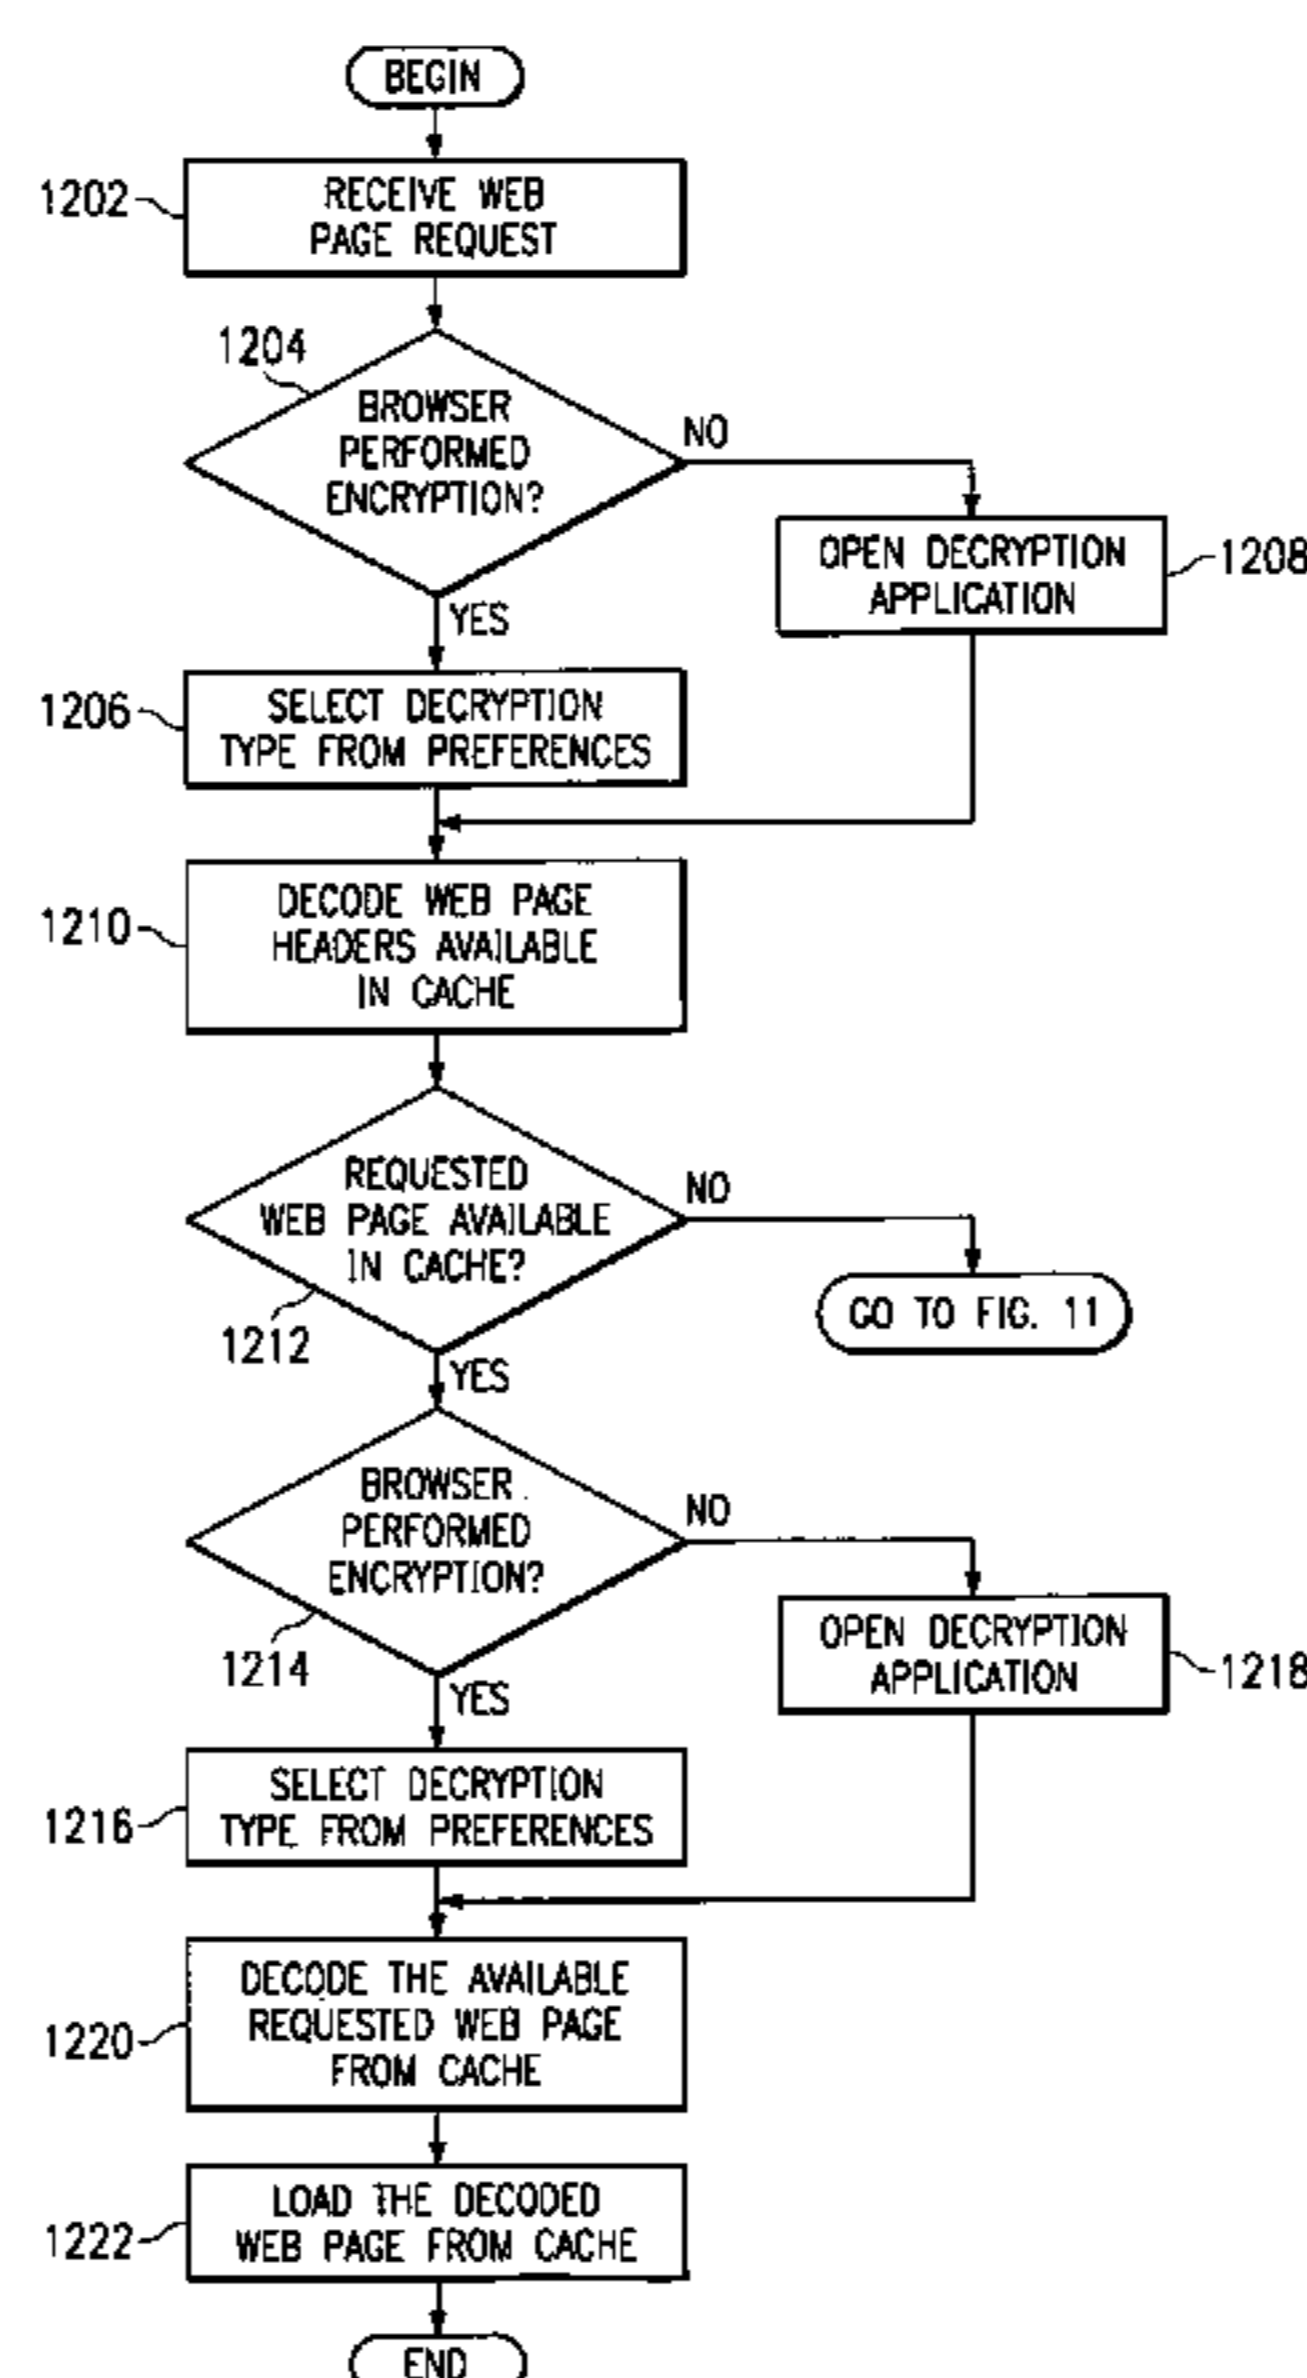 BEGIN
1202
RECEIVE WEB
PAGE REQUEST
1204
BROWSER
PERFORMED
ENCRYPTION?
NO
OPEN DECRYPTION
APPLICATION
1208
YES
1206
SELECT DECRYPTION
TYPE FROM PREFERENCES
1210
DECODE WEB PAGE
HEADERS AVAILABLE
IN CACHE
REQUESTED
WEB PAGE AVAILABLE
IN CACHE?
NO
1212
GO TO FIG. 11
YES
BROWSER
PERFORMED
ENCRYPTION?
NO
1214
OPEN DECRYPTION
APPLICATION
1218
YES
1216
SELECT DECRYPTION
TYPE FROM PREFERENCES
1220
DECODE THE AVAILABLE
REQUESTED WEB PAGE
FROM CACHE
1222
LOAD THE DECODED
WEB PAGE FROM CACHE
END